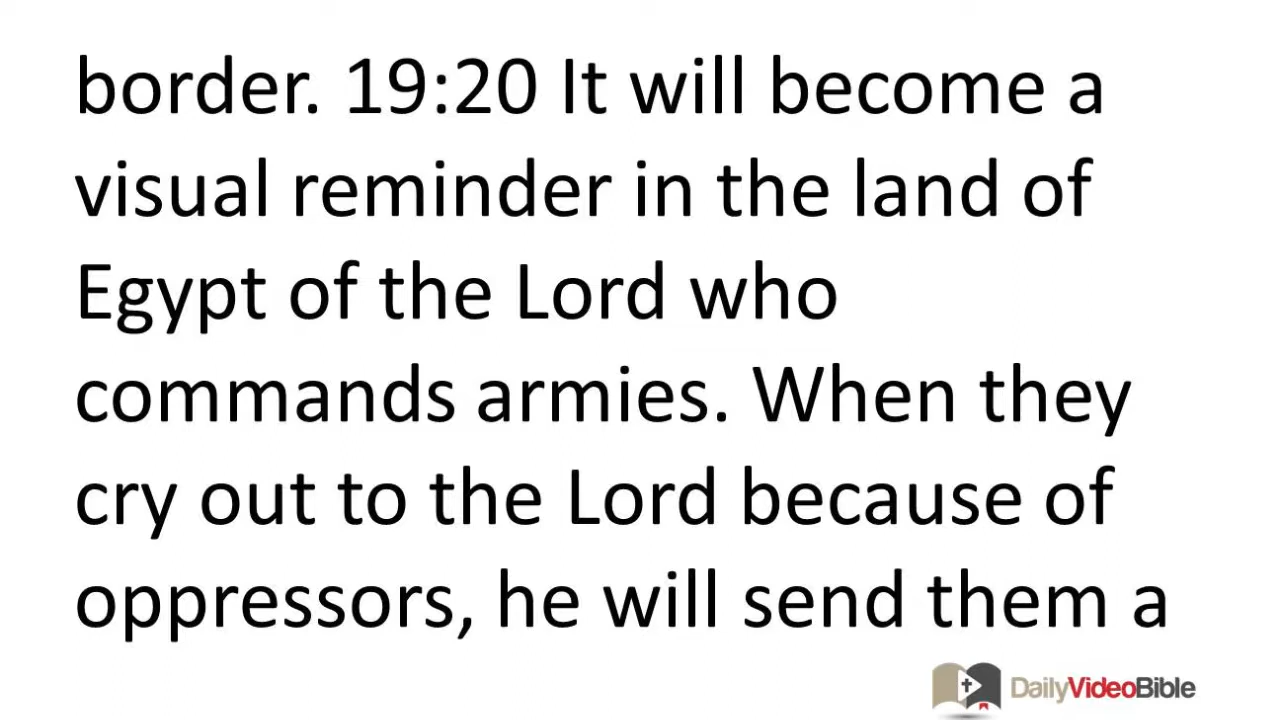 border. 19:20 It will become a
visual reminder in the land of
Egypt of the Lord who
commands armies. When they
cry out to the Lord because of
oppressors, he will send them a
DailyVideoBible